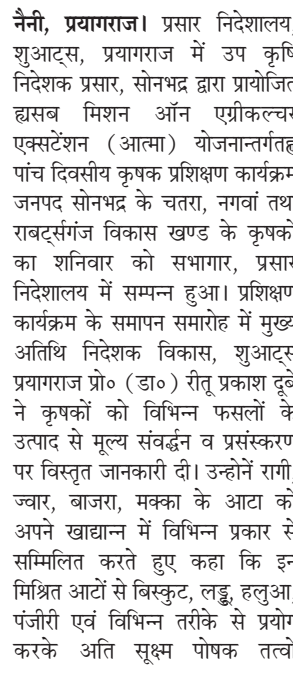 नैनी, प्रयागराज। प्रसार निदेशालय,
शुआट्स, प्रयागराज में उप कृषि
निदेशक प्रसार, सोनभद्र द्वारा प्रायोजित
ह्यसब मिशन ऑन एग्रीकल्चर
एक्सटेंशन (आत्मा) योजनान्तर्गतह्व
पांच दिवसीय कृषक प्रशिक्षण कार्यक्रम
जनपद सोनभद्र के चतरा, नगवां तथ
राबर्ट्सगंज विकास खण्ड के कृषको
का शनिवार को सभागार, प्रसार
निदेशालय में सम्पन्न हुआ। प्रशिक्षण
कार्यक्रम के समापन समारोह में मुख्य
अतिथि निदेशक विकास, शुआट्स
प्रयागराज प्रो० (डा०) रीतू प्रकाश दूबे
ने कृषकों को विभिन्न फसलों के
उत्पाद से मूल्य संवर्द्धन व प्रसंस्करण
पर विस्तृत जानकारी दी। उन्होनें रागी,
ज्वार, बाजरा, मक्का के आटा को
अपने खाद्यान्न में विभिन्न प्रकार से
सम्मिलित करते हुए कहा कि इन
मिश्रित आटों से बिस्कुट, लड्डू, हलुआ,
पंजीरी एवं विभिन्न तरीके से प्रयोग
करके अति सूक्ष्म पोषक तत्वो